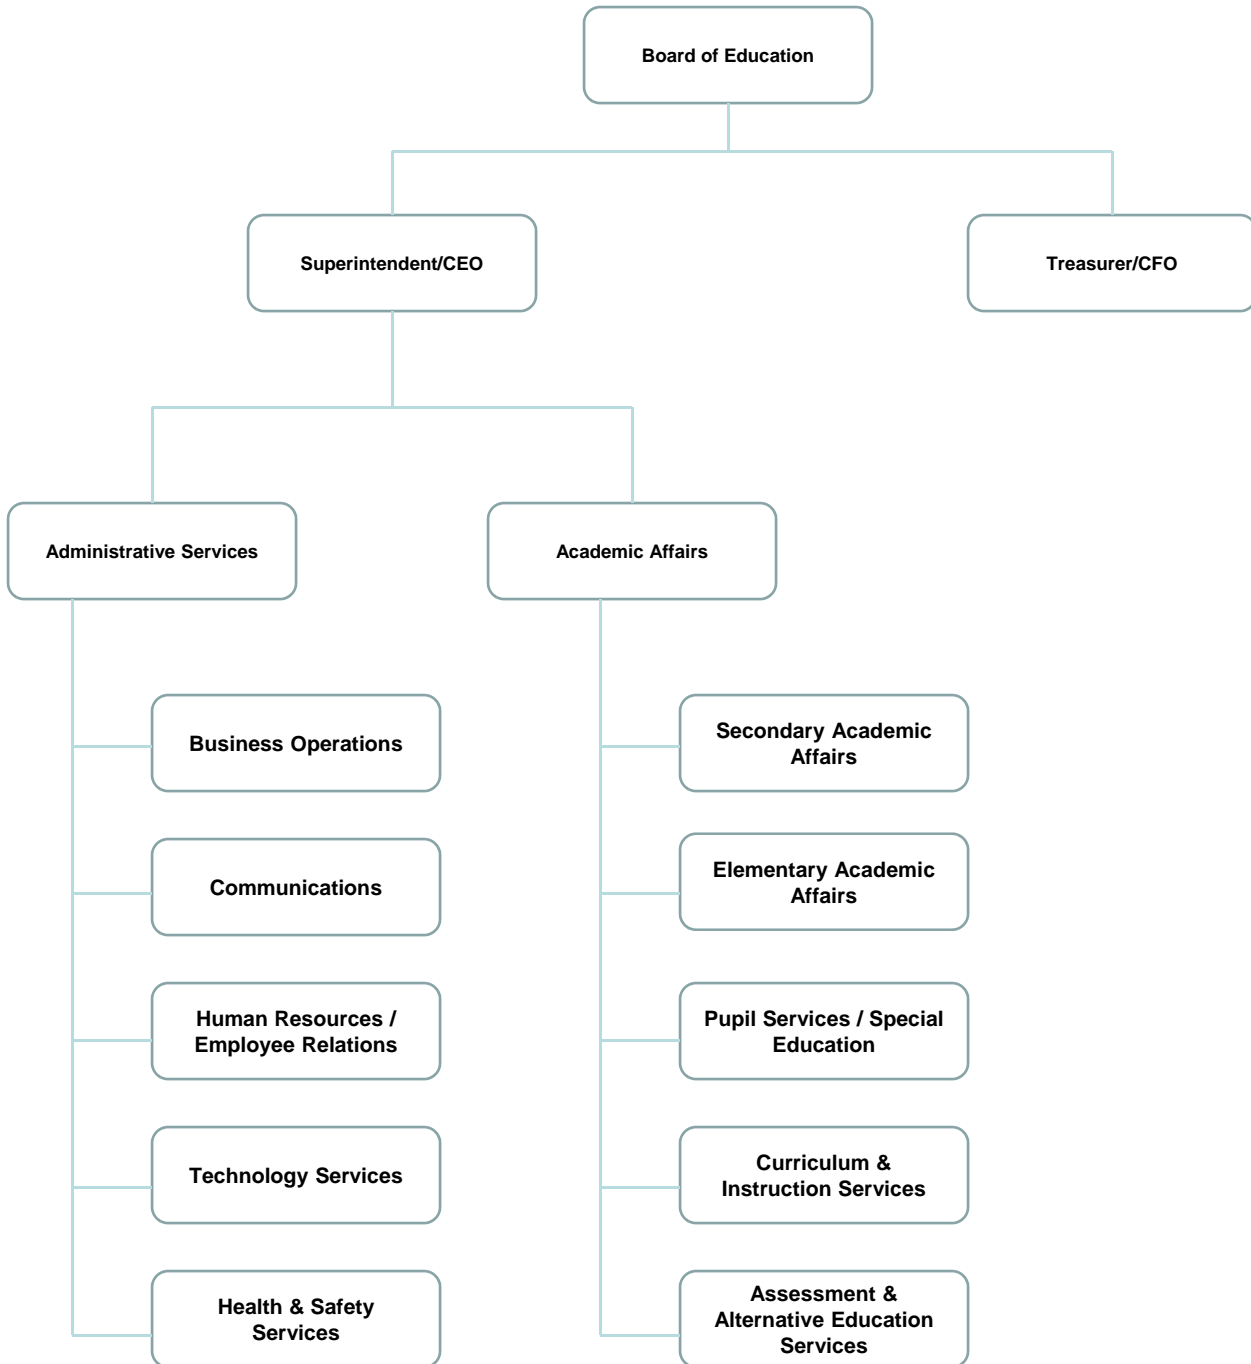 Board of Education
Superintendent/CEO
Treasurer/CFO
Administrative Services
Academic Affairs
Business Operations
Communications
Human Resources /
Employee Relations
Technology Services
Health & Safety
Services
Secondary Academic
Affairs
Elementary Academic
Affairs
Pupil Services / Special
Education
Curriculum &
Instruction Services
Assessment &
Alternative Education
Services